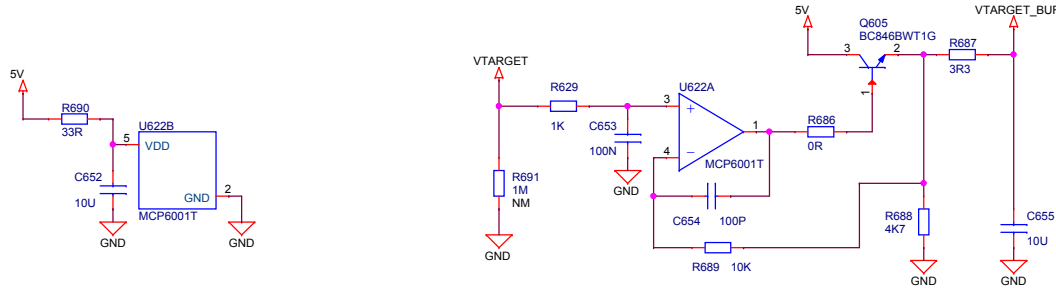 5V
R690
33R
U622B
5
VDD
C652
10U
GND
2
MCP6001T
GND
GND
VTARGET
R629
1K
C653
100N
GND
R691
1M
NM
GND
U622A
3
+
1
4
−
MCP6001T
C654
100P
R689
10K
R686
0R
5V
Q605
BC846BWT1G
3
2
1
R687
3R3
VTARGET_BUF
R688
4K7
GND
C655
10U
GND